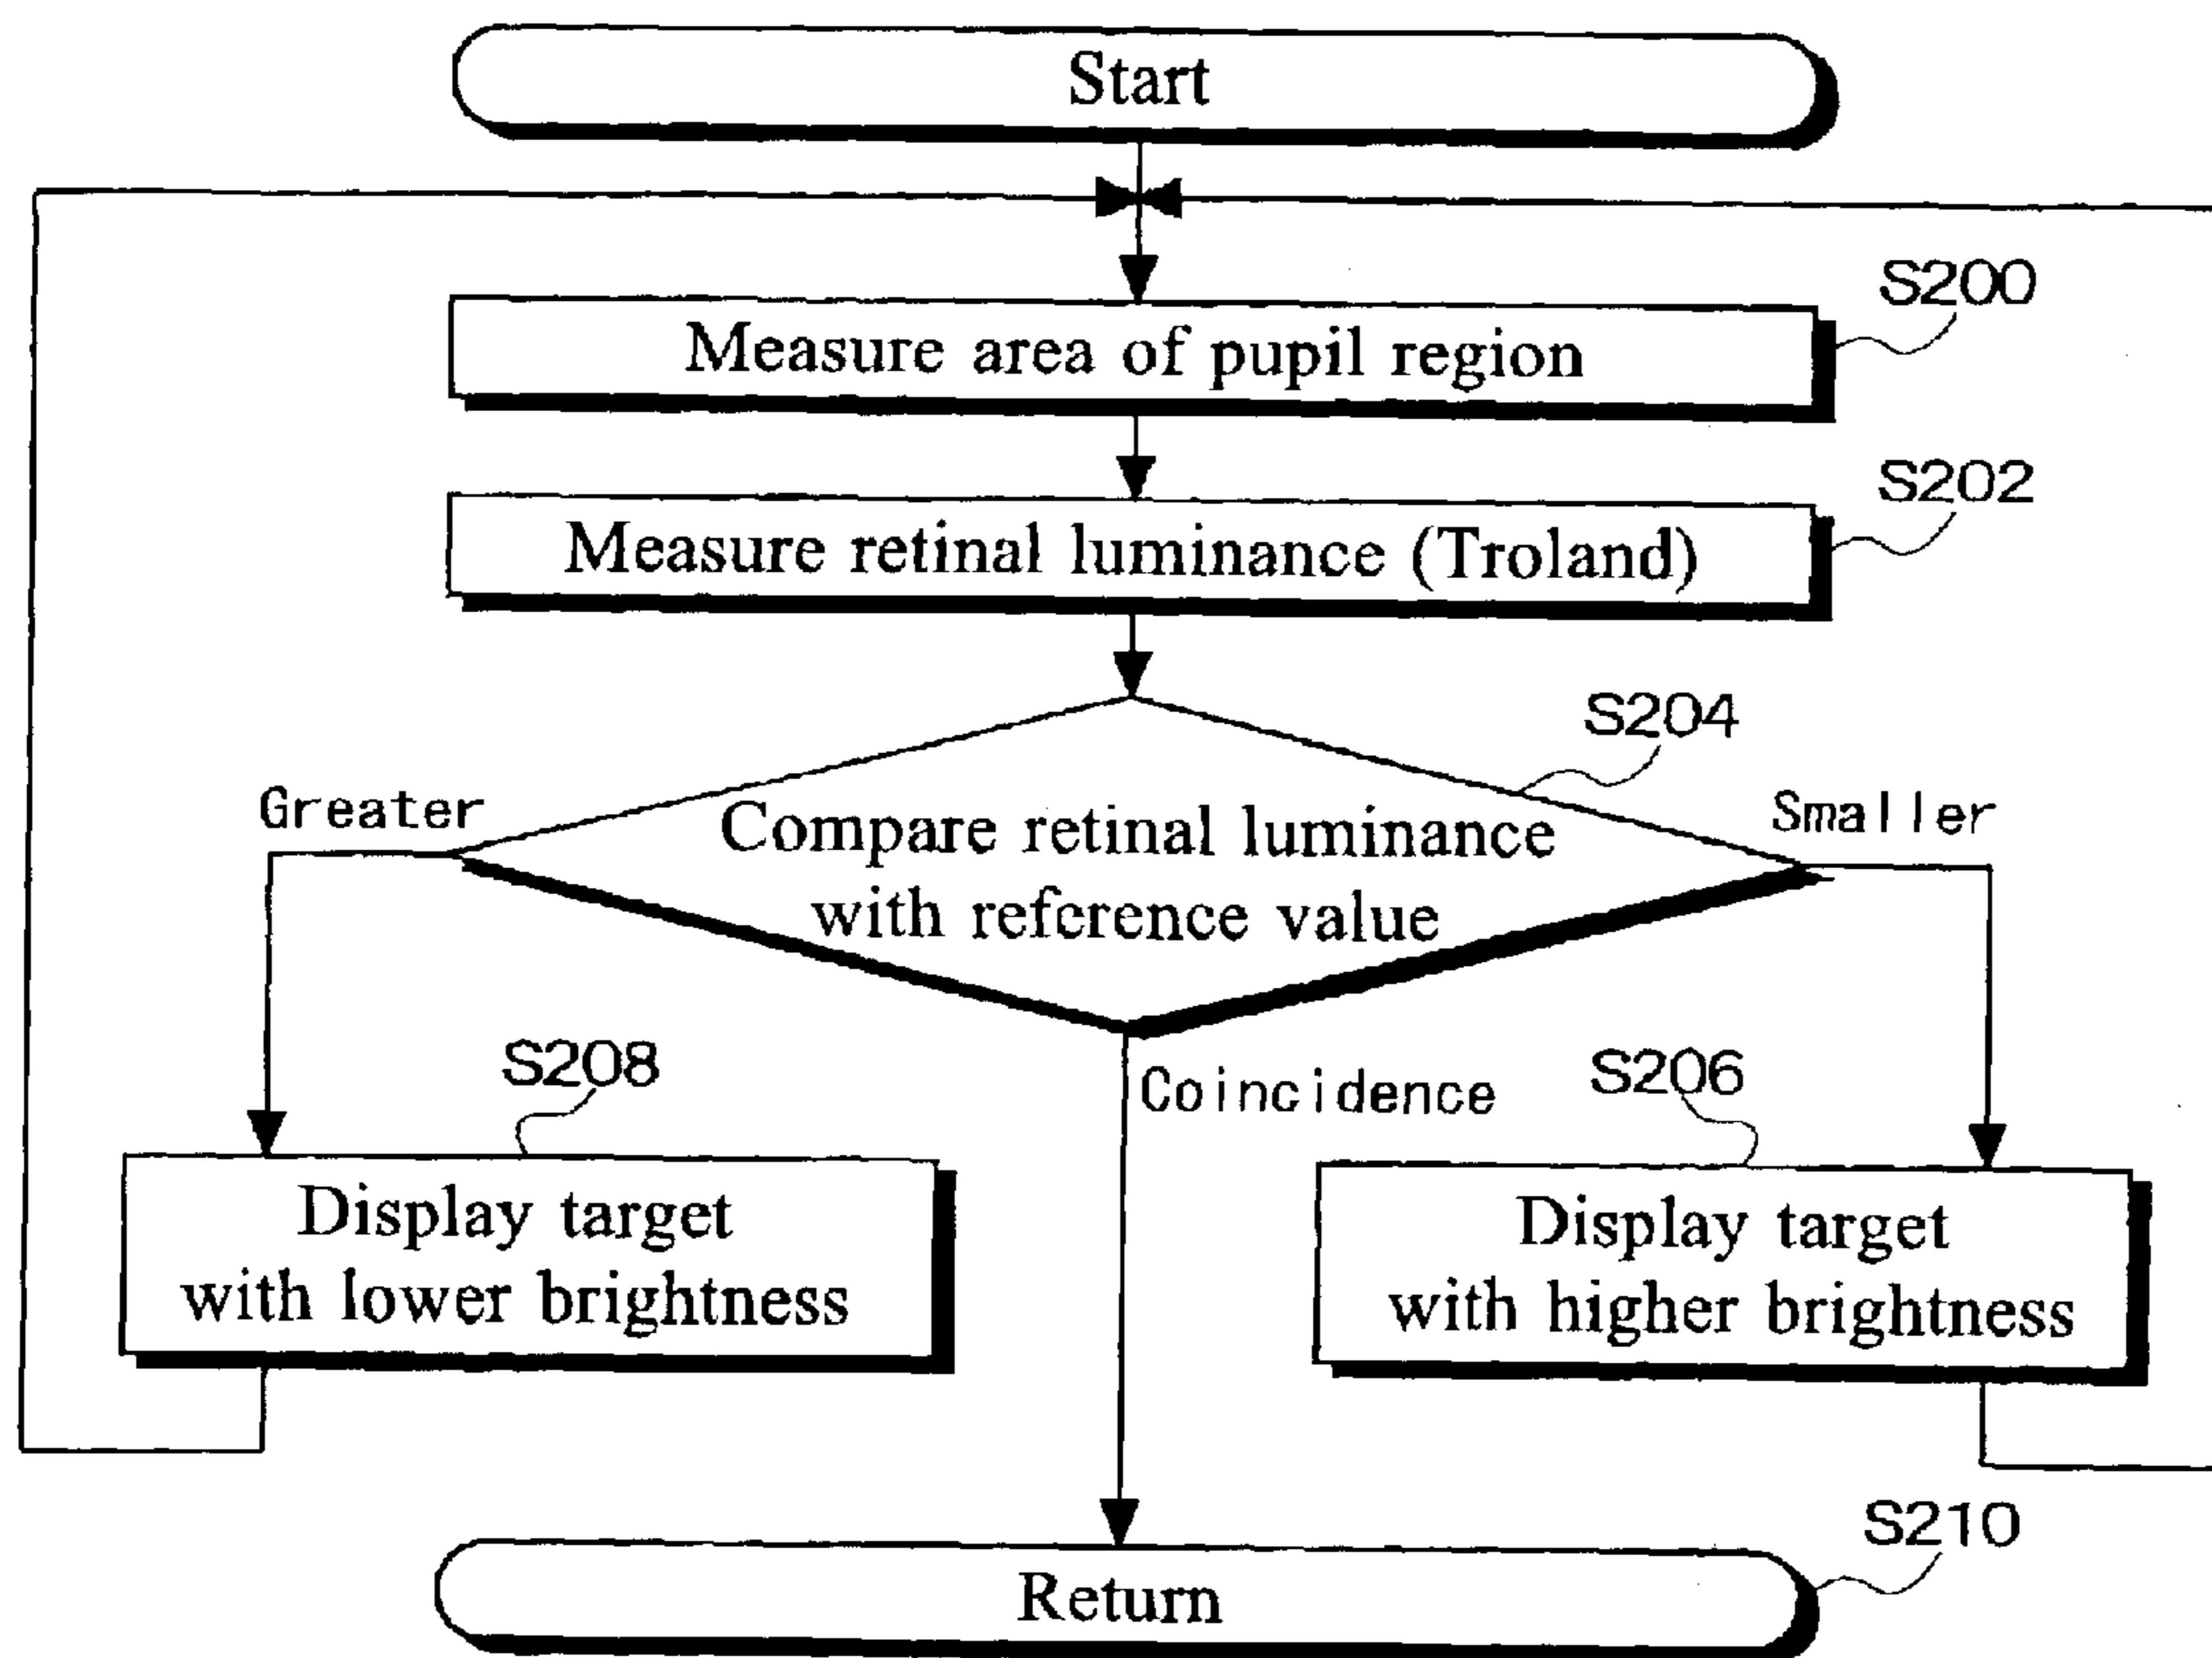 Start
S200
Measure area of pupil region
S202
Measure retinal luminance (Troland)
S204
Greater
Smaller
Compare retinal luminance
with reference value
S208
Coincidence
S206
Display target
with lower brightness
Display target
with higher brightness
S210
Return